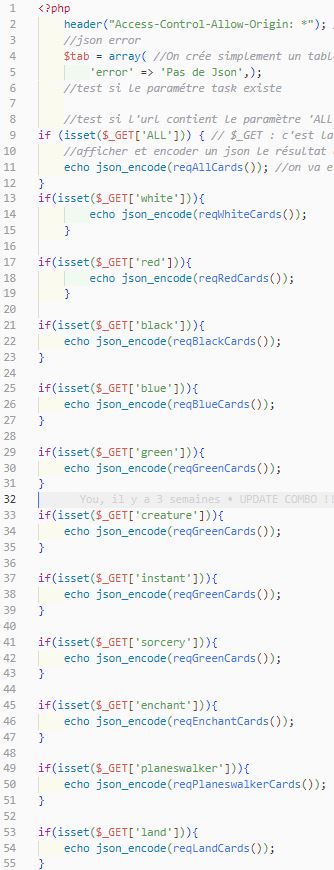 1 <?php
2 header("Access-Control-Allow-Origin: *");
3 //json error
4 $tab = array( //On crée simplement un
5 'error' => 'Pas de Json',);
6 //test si le paramétre task existe
7
8 //test si l'url contient le paramètre 'ALL
9 if (isset($_GET['ALL'])) { // $_GET : c'est la
10 //afficher et encoder un json le résultat
11 echo json_encode(reqAllCards()); //on va
12 }
13 if(isset($_GET['white'])){
14 echo json_encode(reqWhiteCards());
15 }
16
17 if(isset($_GET['red'])){
18 echo json_encode(reqRedCards());
19 }
20
21 if(isset($_GET['black'])){
22 echo json_encode(reqBlackCards());
23 }
24
25 if(isset($_GET['blue'])){
26 echo json_encode(reqBlueCards());
27 }
28
29 if(isset($_GET['green'])){
30 echo json_encode(reqGreenCards());
31 }
32 You, il y a 3 semaines • UPDATE COMBO
33 if(isset($_GET['creature'])){
34 echo json_encode(reqGreenCards());
35 }
36
37 if(isset($_GET['instant'])){
38 echo json_encode(reqGreenCards());
39 }
40
41 if(isset($_GET['sorcery'])){
42 echo json_encode(reqGreenCards());
43 }
44
45 if(isset($_GET['enchant'])){
46 echo json_encode(reqEnchantCards());
47 }
48
49 if(isset($_GET['planeswalker'])){
50 echo json_encode(reqPlaneswalkerCards());
51 }
52
53 if(isset($_GET['land'])){
54 echo json_encode(reqLandCards());
55 }